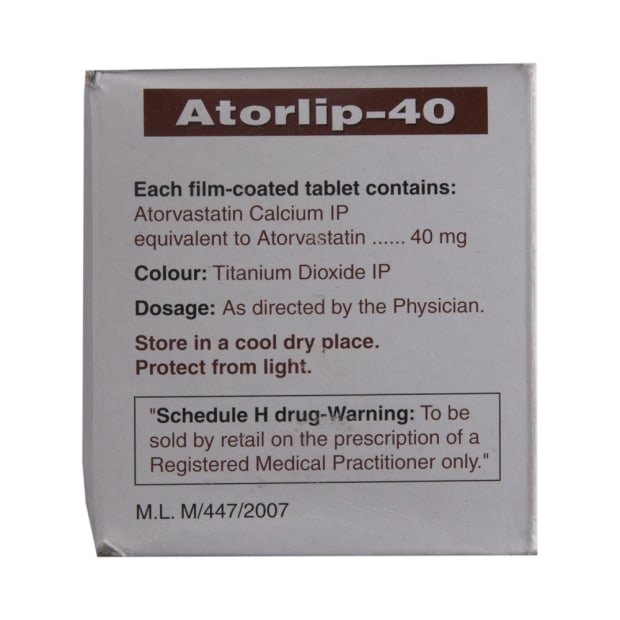 Atorlip-40
Each film-coated tablet contains:
Atorvastatin Calcium IP
equivalent to Atorvastatin ...... 40 mg
Colour: Titanium Dioxide IP
Dosage: As directed by the Physician.
Store in a cool dry place.
Protect from light.
"Schedule H drug-Warning: To be
sold by retail on the prescription of a
Registered Medical Practitioner only."
M.L. M/447/2007